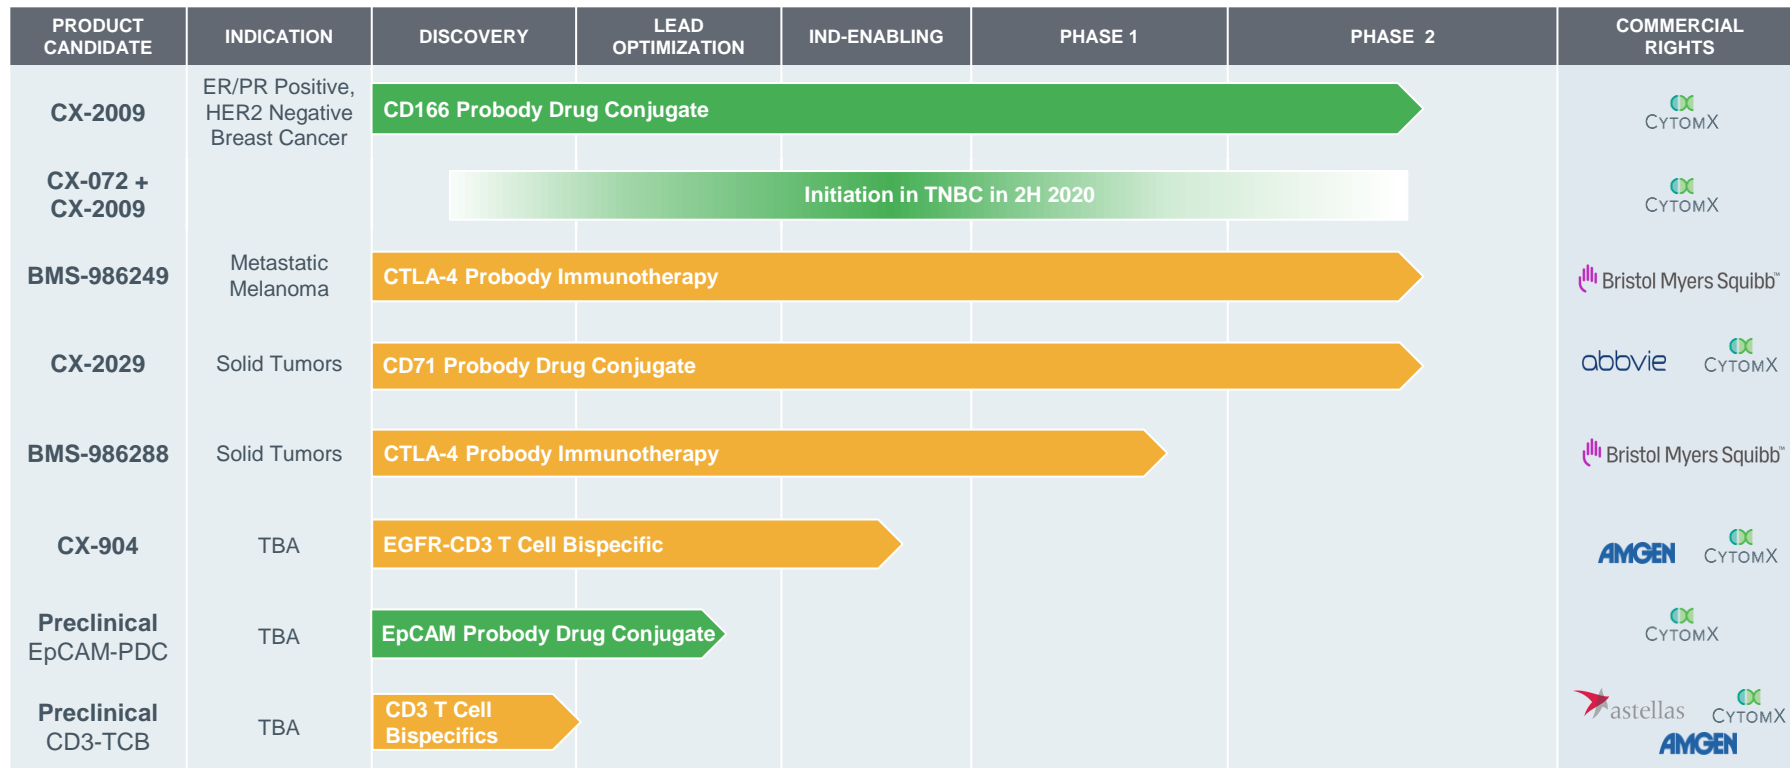 PRODUCT
CANDIDATE
INDICATION
DISCOVERY
LEAD
OPTIMIZATION
IND-ENABLING
PHASE 1
PHASE 2
COMMERCIAL
RIGHTS
CX-2009
ER/PR Positive,
HER2 Negative
Breast Cancer
CD166 Probody Drug Conjugate
CYTOMX
CX-072 +
CX-2009
Initiation in TNBC in 2H 2020
CYTOMX
BMS-986249
Metastatic
Melanoma
CTLA-4 Probody Immunotherapy
Bristol Myers Squibb™
CX-2029
Solid Tumors
CD71 Probody Drug Conjugate
abbvie
CYTOMX
BMS-986288
Solid Tumors
CTLA-4 Probody Immunotherapy
Bristol Myers Squibb™
CX-904
TBA
EGFR-CD3 T Cell Bispecific
AMGEN
CYTOMX
Preclinical
EpCAM-PDC
TBA
EpCAM Probody Drug Conjugate
CYTOMX
Preclinical
CD3-TCB
TBA
CD3 T Cell
Bispecifics
astellas
CYTOMX
AMGEN